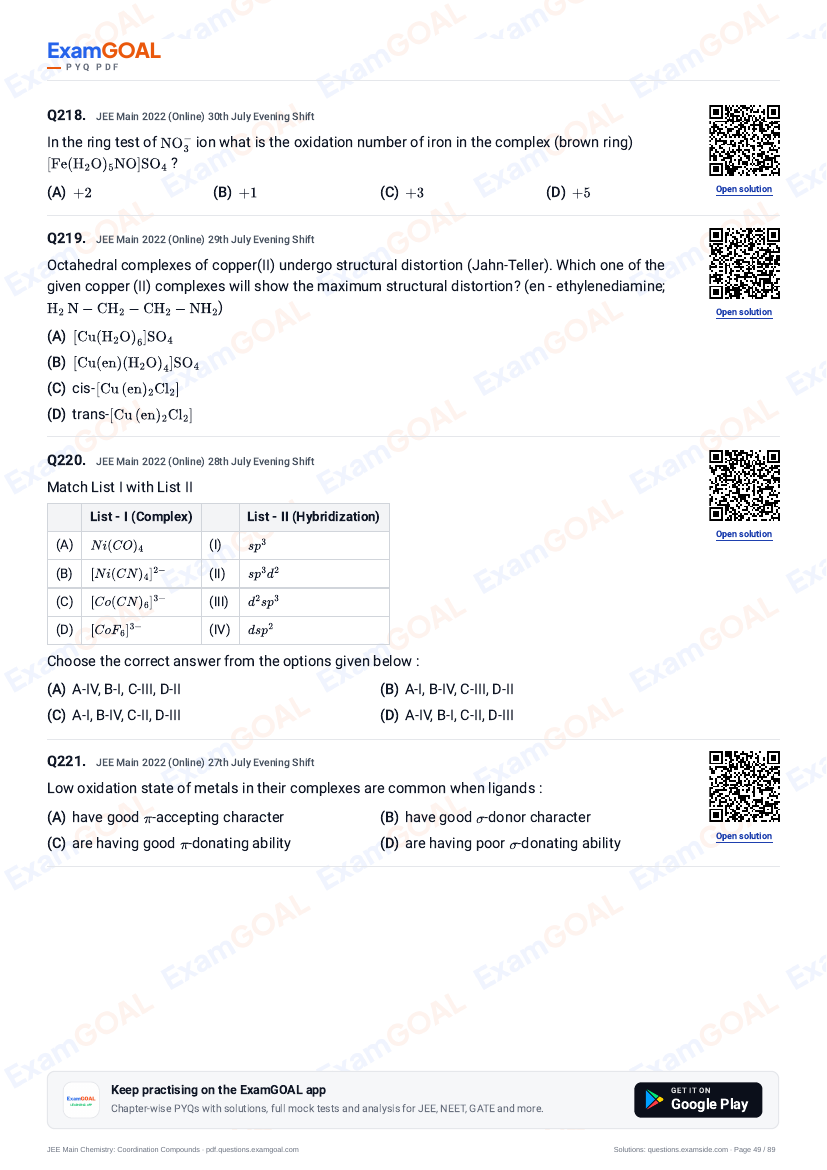 ExamGOAL
PYQ PDF
Q218. JEE Main 2022 (Online) 30th July Evening Shift
In the ring test of NO₃⁻ ion what is the oxidation number of iron in the complex (brown ring)
[Fe(H₂O)₅NO]SO₄ ?
(A) +2 (B) +1 (C) +3 (D) +5
Open solution
Q219. JEE Main 2022 (Online) 29th July Evening Shift
Octahedral complexes of copper(II) undergo structural distortion (Jahn-Teller). Which one of the
given copper (II) complexes will show the maximum structural distortion? (en - ethylenediamine;
H₂ N − CH₂ − CH₂ − NH₂)
(A) [Cu(H₂O)₆]SO₄
(B) [Cu(en)(H₂O)₄]SO₄
(C) cis-[Cu (en)₂Cl₂]
(D) trans-[Cu (en)₂Cl₂]
Open solution
Q220. JEE Main 2022 (Online) 28th July Evening Shift
Match List I with List II
List - I (Complex) List - II (Hybridization)
(A) Ni(CO)₄ (I) sp³
(B) [Ni(CN)₄]²⁻ (II) sp³d²
(C) [Co(CN)₆]³⁻ (III) d²sp³
(D) [CoF₆]³⁻ (IV) dsp²
Choose the correct answer from the options given below :
(A) A-IV, B-I, C-III, D-II (B) A-I, B-IV, C-III, D-II
(C) A-I, B-IV, C-II, D-III (D) A-IV, B-I, C-II, D-III
Open solution
Q221. JEE Main 2022 (Online) 27th July Evening Shift
Low oxidation state of metals in their complexes are common when ligands :
(A) have good π-accepting character (B) have good σ-donor character
(C) are having good π-donating ability (D) are having poor σ-donating ability
Open solution
Keep practising on the ExamGOAL app
Chapter-wise PYQs with solutions, full mock tests and analysis for JEE, NEET, GATE and more.
GET IT ON
Google Play
JEE Main Chemistry: Coordination Compounds · pdf.questions.examgoal.com Solutions: questions.examside.com · Page 49 / 89